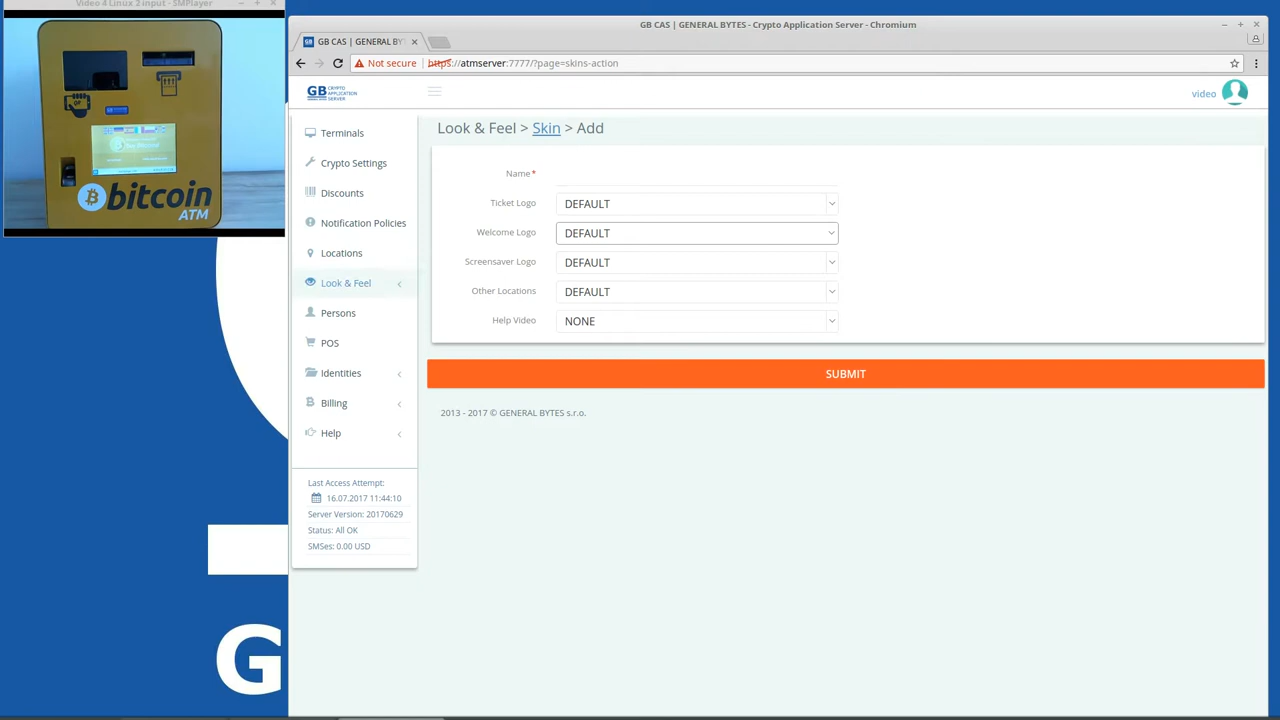 Video 4 Linux 2 input - SMPlayer
GB CAS | GENERAL BYTES - Crypto Application Server - Chromium
GB CAS | GENERAL BYT
Not secure | https://atmserver:7777/?page=skins-action
GB CRYPTO APPLICATION SERVER
video
Terminals
Crypto Settings
Discounts
Notification Policies
Locations
Look & Feel
Persons
POS
Identities
Billing
Help
Last Access Attempt:
16.07.2017 11:44:10
Server Version: 20170629
Status: All OK
SMSes: 0.00 USD
Look & Feel > Skin > Add
Name*
Ticket Logo DEFAULT
Welcome Logo DEFAULT
Screensaver Logo DEFAULT
Other Locations DEFAULT
Help Video NONE
SUBMIT
2013 - 2017 © GENERAL BYTES s.r.o.
bitcoin
ATM
G